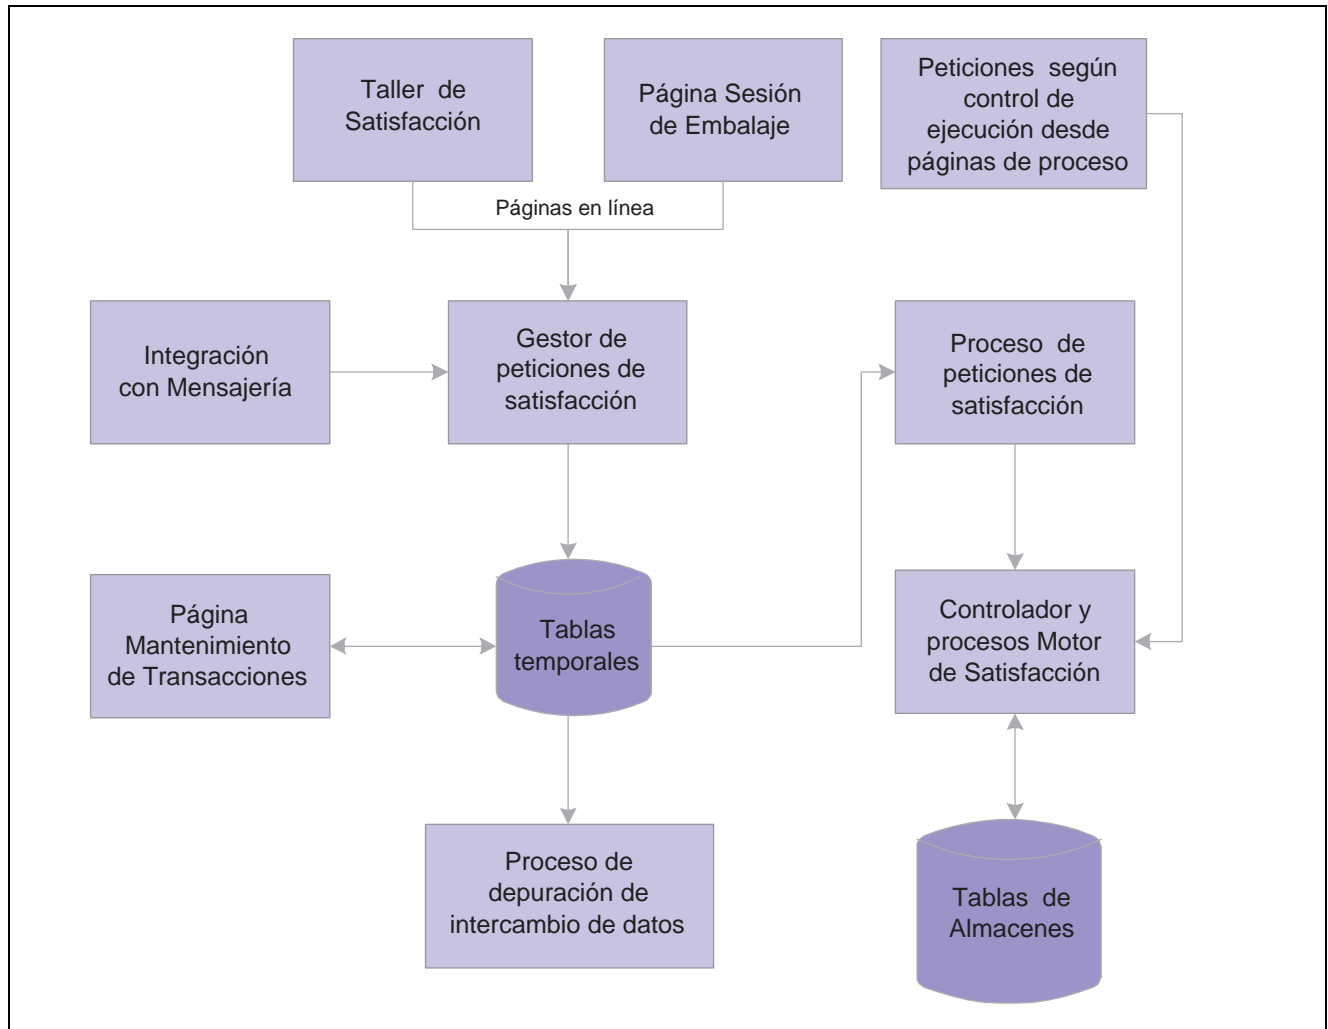 Taller de
Satisfacción
Página Sesión
de Embalaje
Peticiones según
control de
ejecución desde
páginas de proceso
Páginas en línea
Integración
con Mensajería
Gestor de
peticiones de
satisfacción
Proceso de
peticiones de
satisfacción
Página
Mantenimiento
de Transacciones
Tablas
temporales
Controlador y
procesos Motor
de Satisfacción
Proceso de
depuración de
intercambio de datos
Tablas de
Almacenes